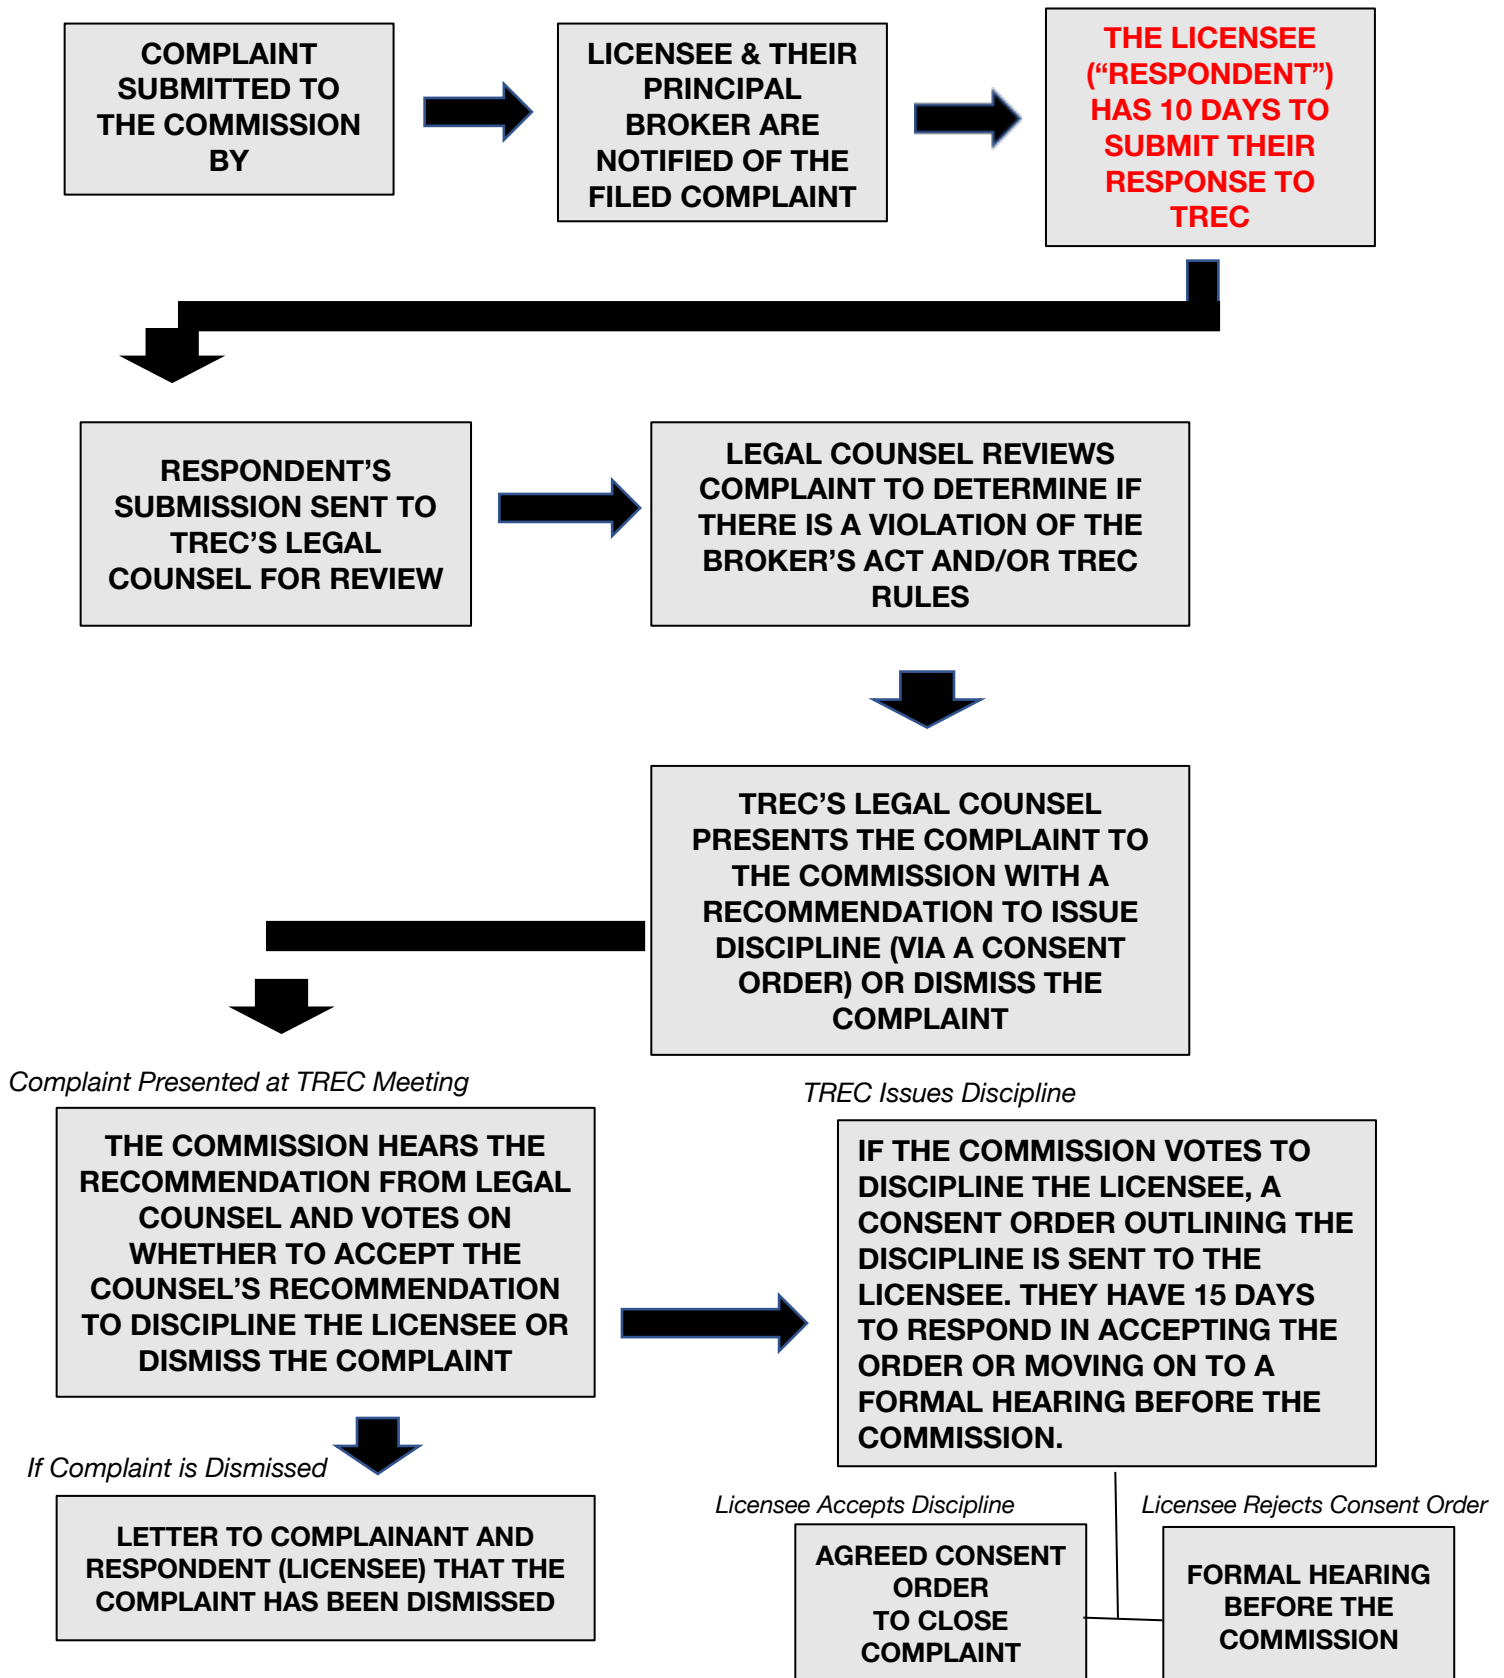 COMPLAINT
SUBMITTED TO
THE COMMISSION
BY
LICENSEE & THEIR
PRINCIPAL
BROKER ARE
NOTIFIED OF THE
FILED COMPLAINT
THE LICENSEE
(“RESPONDENT”)
HAS 10 DAYS TO
SUBMIT THEIR
RESPONSE TO
TREC
RESPONDENT’S
SUBMISSION SENT TO
TREC’S LEGAL
COUNSEL FOR REVIEW
LEGAL COUNSEL REVIEWS
COMPLAINT TO DETERMINE IF
THERE IS A VIOLATION OF THE
BROKER’S ACT AND/OR TREC
RULES
TREC’S LEGAL COUNSEL
PRESENTS THE COMPLAINT TO
THE COMMISSION WITH A
RECOMMENDATION TO ISSUE
DISCIPLINE (VIA A CONSENT
ORDER) OR DISMISS THE
COMPLAINT
Complaint Presented at TREC Meeting
THE COMMISSION HEARS THE
RECOMMENDATION FROM LEGAL
COUNSEL AND VOTES ON
WHETHER TO ACCEPT THE
COUNSEL’S RECOMMENDATION
TO DISCIPLINE THE LICENSEE OR
DISMISS THE COMPLAINT
TREC Issues Discipline
IF THE COMMISSION VOTES TO
DISCIPLINE THE LICENSEE, A
CONSENT ORDER OUTLINING THE
DISCIPLINE IS SENT TO THE
LICENSEE. THEY HAVE 15 DAYS
TO RESPOND IN ACCEPTING THE
ORDER OR MOVING ON TO A
FORMAL HEARING BEFORE THE
COMMISSION.
If Complaint is Dismissed
LETTER TO COMPLAINANT AND
RESPONDENT (LICENSEE) THAT THE
COMPLAINT HAS BEEN DISMISSED
Licensee Accepts Discipline
AGREED CONSENT
ORDER
TO CLOSE
COMPLAINT
Licensee Rejects Consent Order
FORMAL HEARING
BEFORE THE
COMMISSION